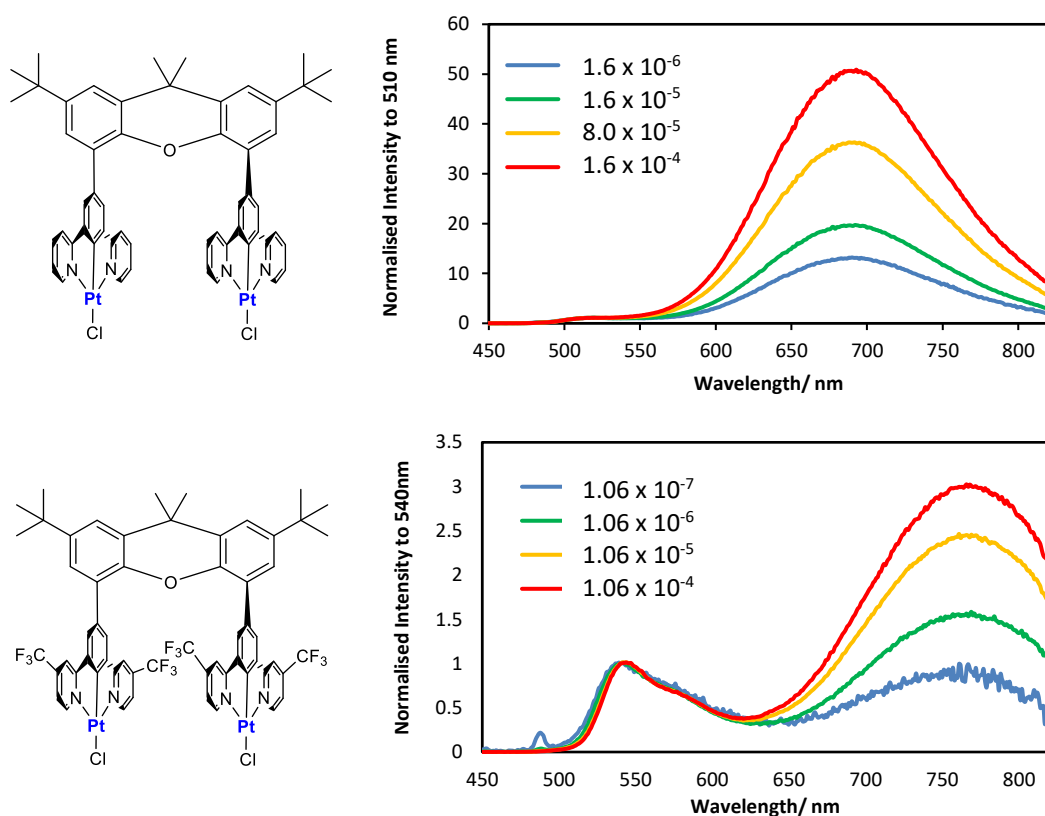 O
N
N
N
N
Pt
Pt
Cl
Cl
Normalised Intensity to 510 nm
60
50
40
30
20
10
0
1.6 x 10⁻⁶
1.6 x 10⁻⁵
8.0 x 10⁻⁵
1.6 x 10⁻⁴
450 500 550 600 650 700 750 800
Wavelength/ nm
O
F₃C
CF₃
F₃C
CF₃
N
N
N
N
Pt
Pt
Cl
Cl
Normalised Intensity to 540nm
3.5
3
2.5
2
1.5
1
0.5
0
1.06 x 10⁻⁷
1.06 x 10⁻⁶
1.06 x 10⁻⁵
1.06 x 10⁻⁴
450 500 550 600 650 700 750 800
Wavelength/ nm